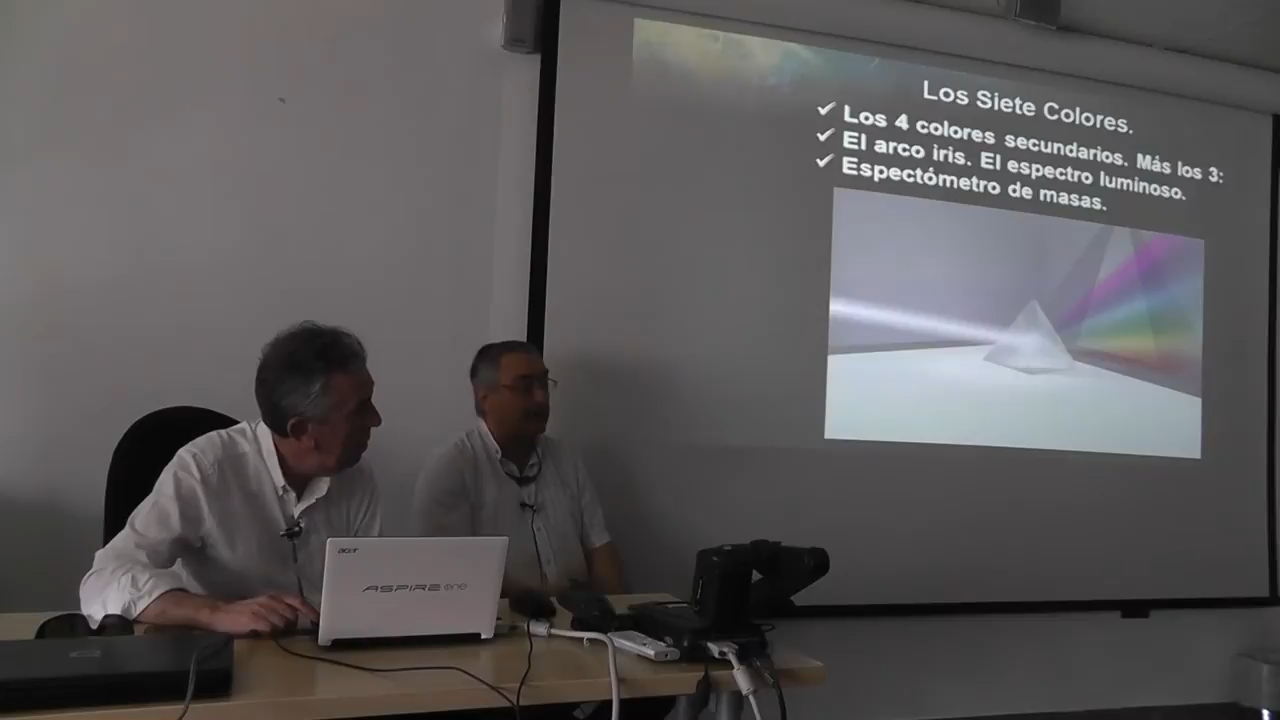 Los Siete Colores.
✓ Los 4 colores secundarios. Más los 3:
✓ El arco iris. El espectro luminoso.
✓ Espectómetro de masas.
acer
ASPIRE one